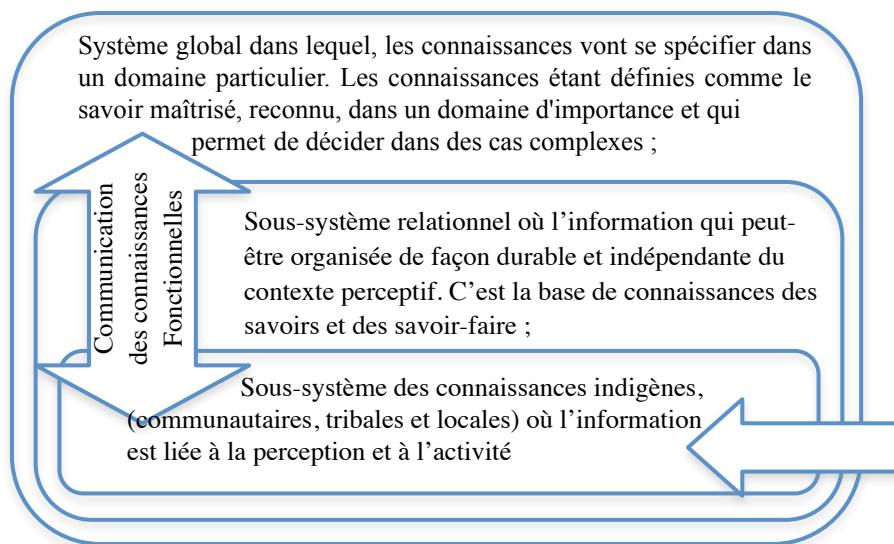 Système global dans lequel, les connaissances vont se spécifier dans
un domaine particulier. Les connaissances étant définies comme le
savoir maîtrisé, reconnu, dans un domaine d'importance et qui
permet de décider dans des cas complexes ;
Communication
des connaissances
Fonctionnelles
Sous-système relationnel où l’information qui peut-
être organisée de façon durable et indépendante du
contexte perceptif. C’est la base de connaissances des
savoirs et des savoir-faire ;
Sous-système des connaissances indigènes,
(communautaires, tribales et locales) où l’information
est liée à la perception et à l’activité